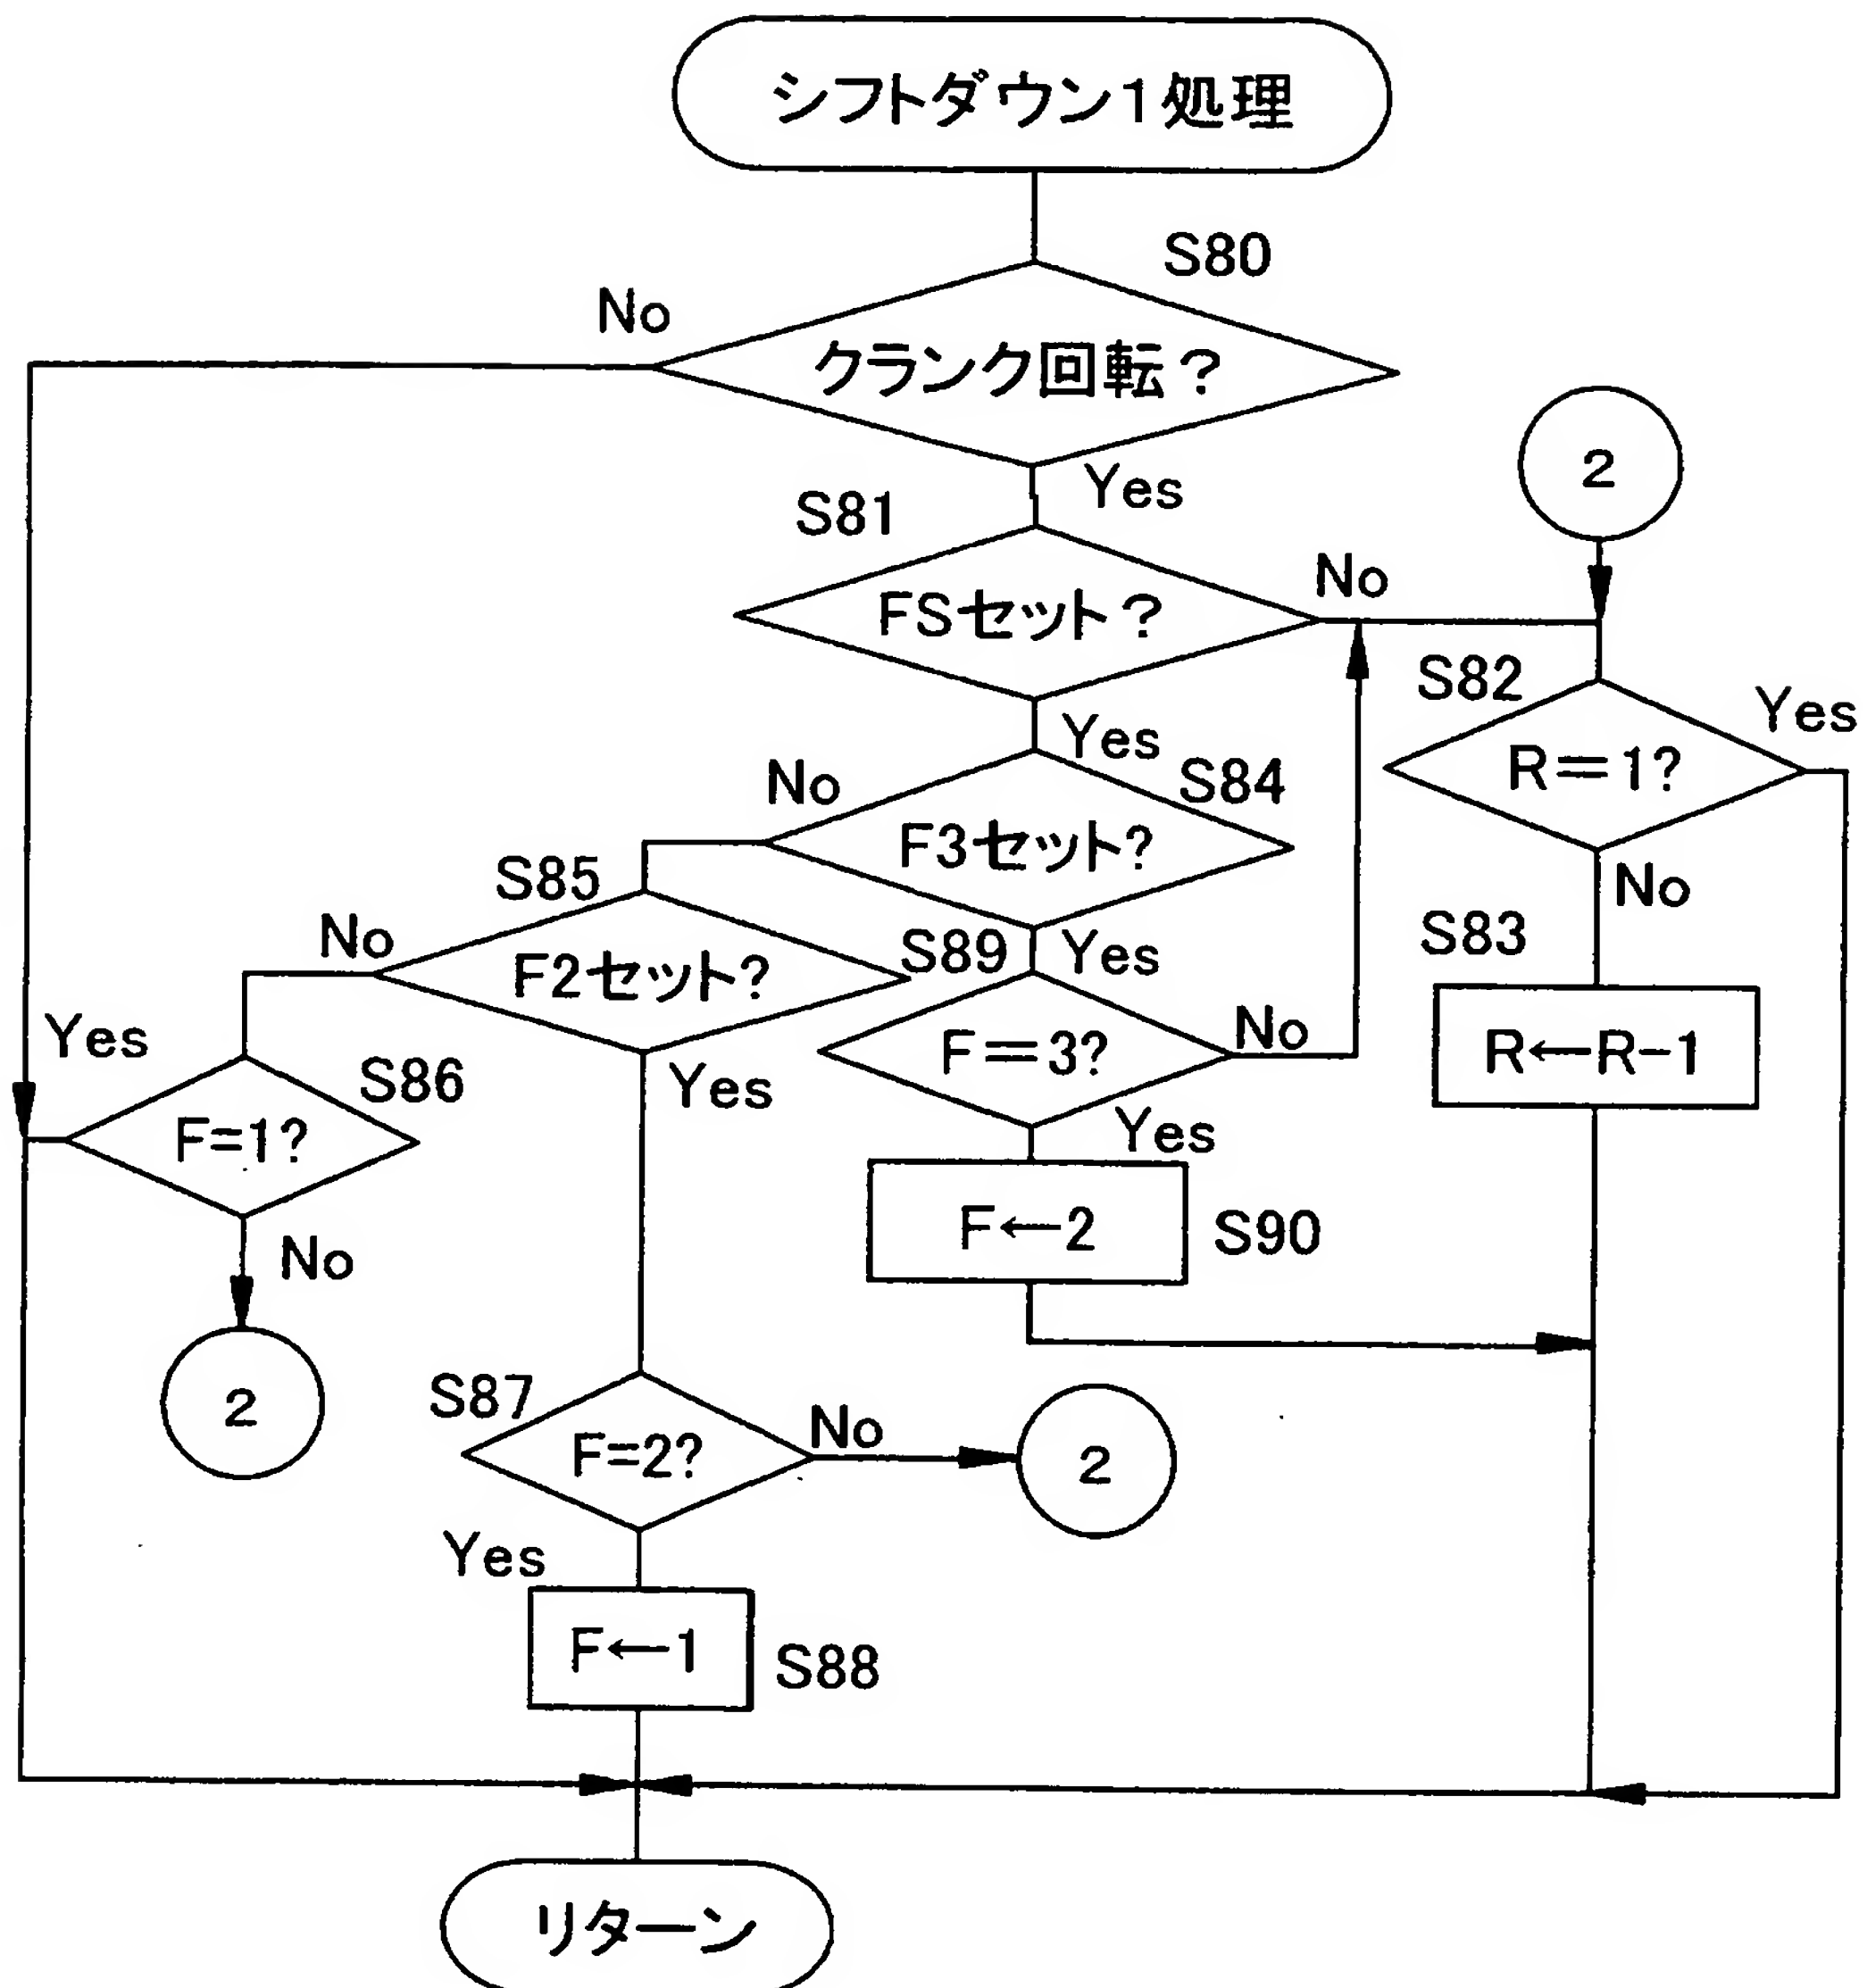 シフトダウン1処理
S80
No
クランク回転?
Yes
2
S81
No
FSセット?
S82
Yes
Yes
R=1?
No
S84
F3セット?
No
S85
S83
No
S89
Yes
F2セット?
R←R-1
Yes
F=3?
No
S86
Yes
Yes
F=1?
F←2
S90
No
2
S87
No
F=2?
2
Yes
F←1
S88
リターン